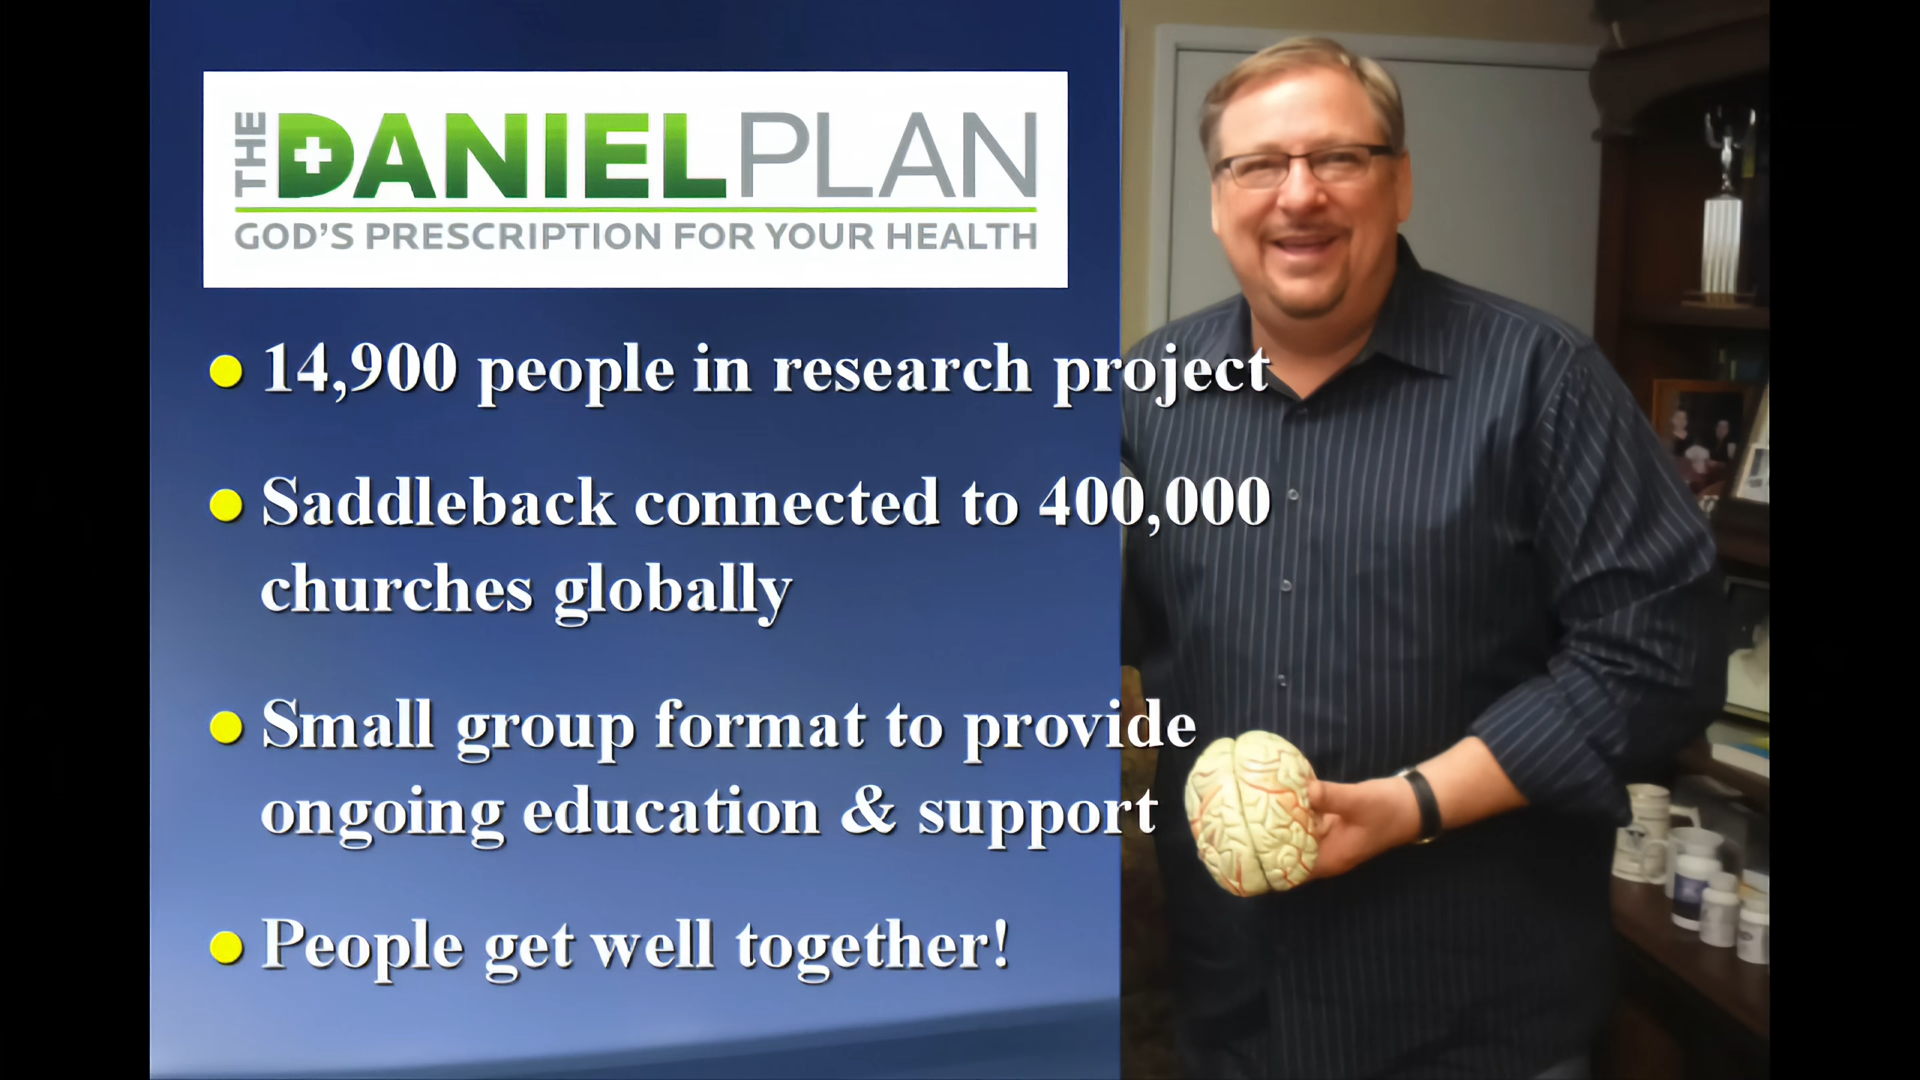 THE DANIEL PLAN
GOD'S PRESCRIPTION FOR YOUR HEALTH
14,900 people in research project
Saddleback connected to 400,000
churches globally
Small group format to provide
ongoing education & support
People get well together!